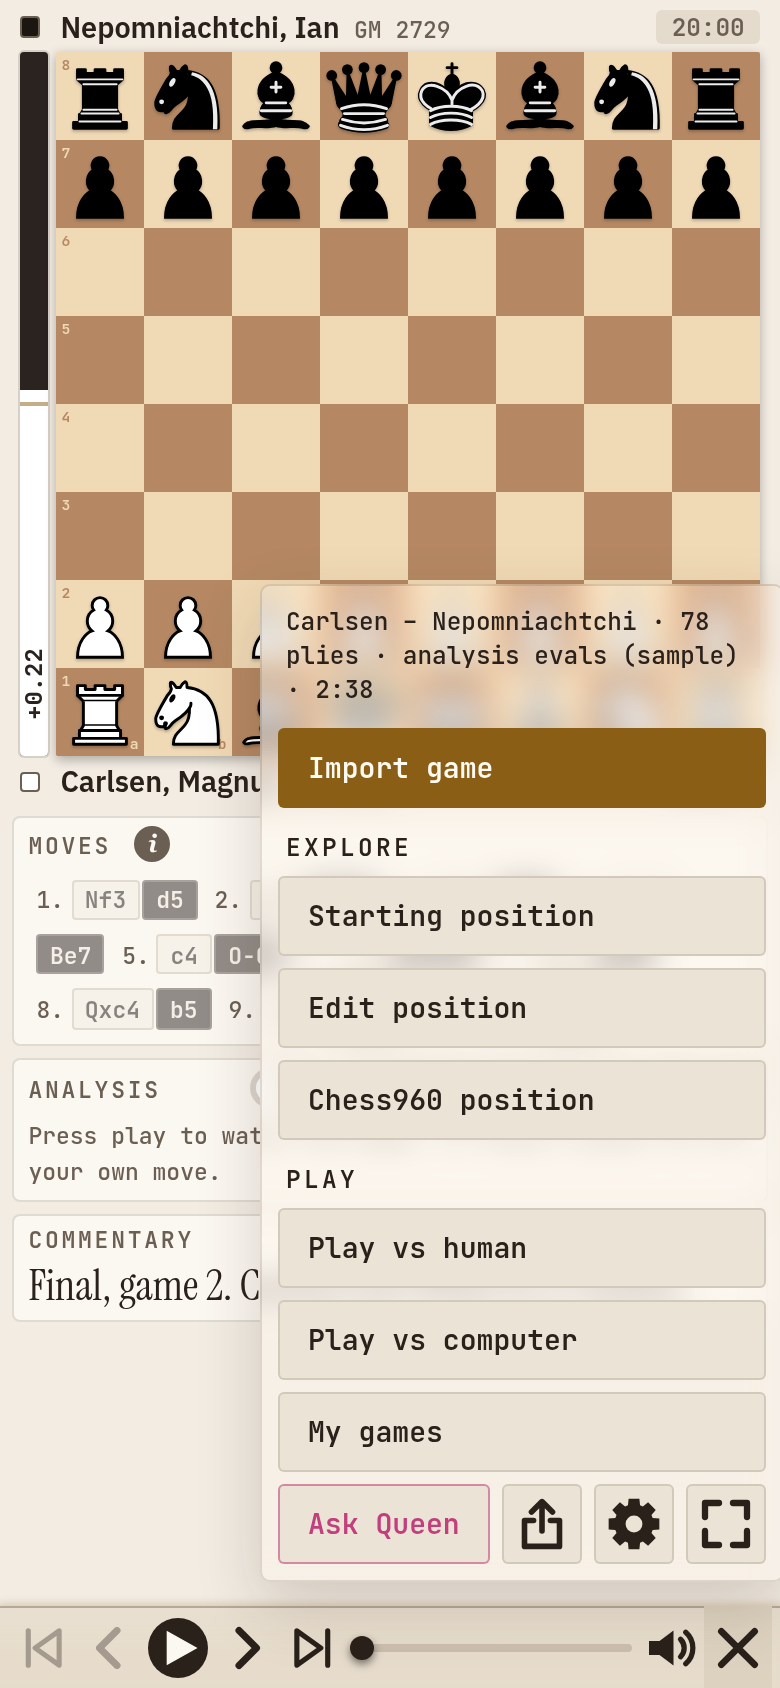 Nepomniachtchi, Ian GM 2729 20:00
8
7
6
5
4
3
2
1
a
b
+0.22
Carlsen – Nepomniachtchi · 78
plies · analysis evals (sample)
· 2:38
Import game
EXPLORE
Starting position
Edit position
Chess960 position
PLAY
Play vs human
Play vs computer
My games
Ask Queen
Carlsen, Magnu
MOVES i
1. Nf3 d5 2.
Be7 5. c4 O-
8. Qxc4 b5 9.
ANALYSIS
Press play to wat
your own move.
COMMENTARY
Final, game 2. C